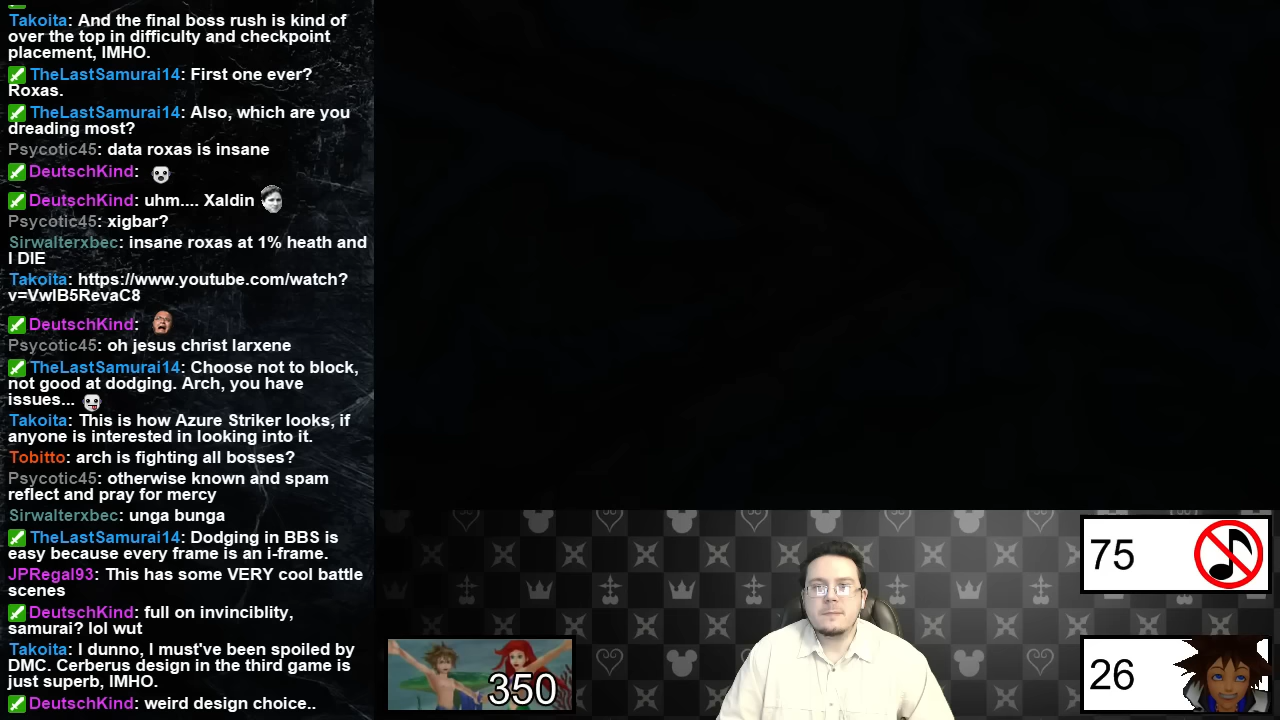 Takoita: And the final boss rush is kind of
over the top in difficulty and checkpoint
placement, IMHO.
TheLastSamurai14: First one ever?
Roxas.
TheLastSamurai14: Also, which are you
dreading most?
Psycotic45: data roxas is insane
DeutschKind:
DeutschKind: uhm.... Xaldin
Psycotic45: xigbar?
Sirwalterxbec: insane roxas at 1% heath and
I DIE
Takoita: https://www.youtube.com/watch?
v=VwIB5RevaC8
DeutschKind:
Psycotic45: oh jesus christ larxene
TheLastSamurai14: Choose not to block,
not good at dodging. Arch, you have
issues...
Takoita: This is how Azure Striker looks, if
anyone is interested in looking into it.
Tobitto: arch is fighting all bosses?
Psycotic45: otherwise known and spam
reflect and pray for mercy
Sirwalterxbec: unga bunga
TheLastSamurai14: Dodging in BBS is
easy because every frame is an i-frame.
JPRegal93: This has some VERY cool battle
scenes
DeutschKind: full on invinciblity,
samurai? lol wut
Takoita: I dunno, I must've been spoiled by
DMC. Cerberus design in the third game is
just superb, IMHO.
DeutschKind: weird design choice..
350
75
26